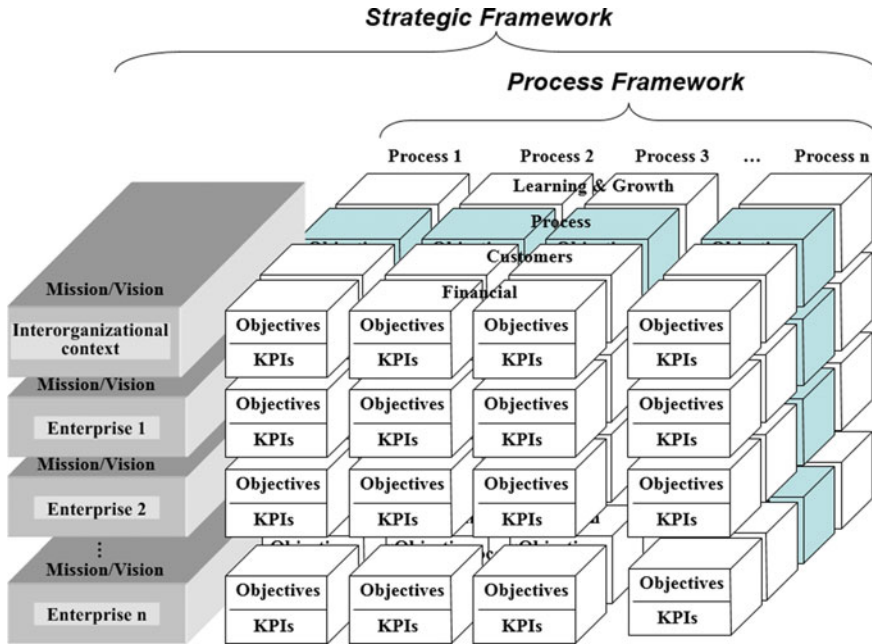 Strategic Framework
Process Framework
Process 1 Process 2 Process 3 ... Process n
Learning & Growth
Process
Customers
Mission/Vision
Financial
Interorganizational
context
Objectives Objectives Objectives Objectives
KPIs KPIs KPIs KPIs
Mission/Vision
Enterprise 1
Objectives Objectives Objectives Objectives
KPIs KPIs KPIs KPIs
Mission/Vision
Enterprise 2
Objectives Objectives Objectives Objectives
KPIs KPIs KPIs KPIs
⋮
Mission/Vision
Enterprise n
Objectives Objectives Objectives Objectives
KPIs KPIs KPIs KPIs